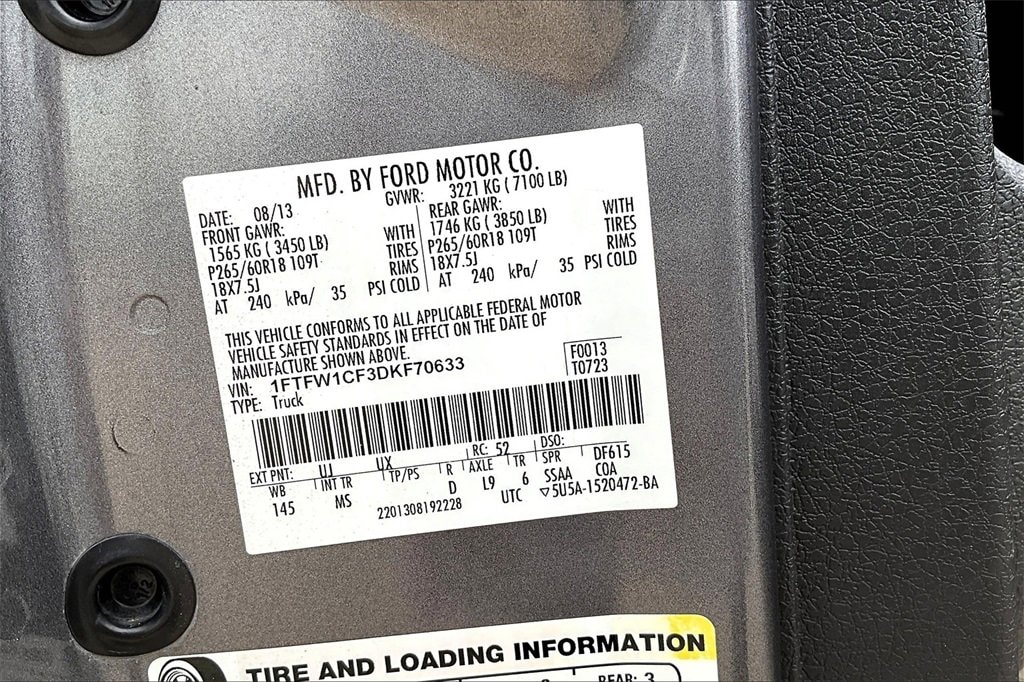 MFD. BY FORD MOTOR CO.
DATE: 08/13 GVWR: 3221 KG ( 7100 LB)
FRONT GAWR: REAR GAWR:
1565 KG ( 3450 LB) WITH 1746 KG ( 3850 LB) WITH
P265/60R18 109T TIRES P265/60R18 109T TIRES
18X7.5J RIMS 18X7.5J RIMS
AT 240 kPa/ 35 PSI COLD AT 240 kPa/ 35 PSI COLD
THIS VEHICLE CONFORMS TO ALL APPLICABLE FEDERAL MOTOR
VEHICLE SAFETY STANDARDS IN EFFECT ON THE DATE OF
MANUFACTURE SHOWN ABOVE.
VIN: 1FTFW1CF3DKF70633 F0013
TYPE: Truck T0723
EXT PNT: UJ UX RC: 52 DSO:
WB INT TR TP/PS R AXLE TR SPR DF615
145 MS D L9 6 SSAA COA
2201308192228 UTC ▽5U5A-1520472-BA
TIRE AND LOADING INFORMATION
REAR: 3